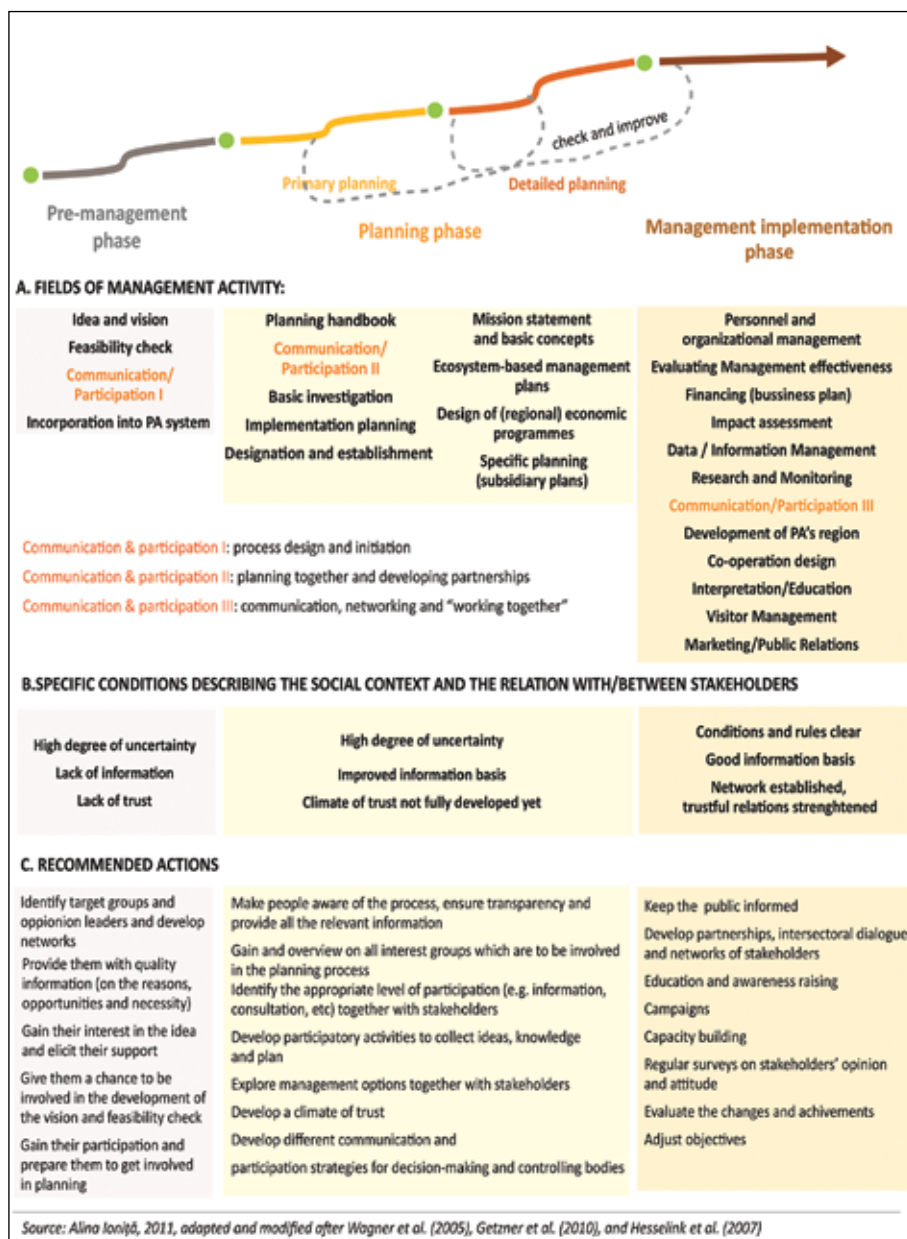 check and improve
Primary planning
Detailed planning
Pre-management
phase
Planning phase
Management implementation
phase
A. FIELDS OF MANAGEMENT ACTIVITY:
Idea and vision
Feasibility check
Communication/
Participation I
Incorporation into PA system
Planning handbook
Communication/
Participation II
Basic investigation
Implementation planning
Designation and establishment
Mission statement
and basic concepts
Ecosystem-based management
plans
Design of (regional) economic
programmes
Specific planning
(subsidiary plans)
Personnel and
organizational management
Evaluating Management effectiveness
Financing (bussiness plan)
Impact assessment
Data / Information Management
Research and Monitoring
Communication/Participation III
Development of PA's region
Co-operation design
Interpretation/Education
Visitor Management
Marketing/Public Relations
Communication & participation I: process design and initiation
Communication & participation II: planning together and developing partnerships
Communication & participation III: communication, networking and "working together"
B.SPECIFIC CONDITIONS DESCRIBING THE SOCIAL CONTEXT AND THE RELATION WITH/BETWEEN STAKEHOLDERS
High degree of uncertainty
Lack of information
Lack of trust
High degree of uncertainty
Improved information basis
Climate of trust not fully developed yet
Conditions and rules clear
Good information basis
Network established,
trustful relations strenghtened
C. RECOMMENDED ACTIONS
Identify target groups and
oppionion leaders and develop
networks
Provide them with quality
information (on the reasons,
opportunities and necessity)
Gain their interest in the idea
and elicit their support
Give them a chance to be
involved in the development of
the vision and feasibility check
Gain their participation and
prepare them to get involved
in planning
Make people aware of the process, ensure transparency and
provide all the relevant information
Gain and overview on all interest groups which are to be involved
in the planning process
Identify the appropriate level of participation (e.g. information,
consultation, etc) together with stakeholders
Develop participatory activities to collect ideas, knowledge
and plan
Explore management options together with stakeholders
Develop a climate of trust
Develop different communication and
participation strategies for decision-making and controlling bodies
Keep the public informed
Develop partnerships, intersectoral dialogue
and networks of stakeholders
Education and awareness raising
Campaigns
Capacity building
Regular surveys on stakeholders' opinion
and attitude
Evaluate the changes and achivements
Adjust objectives
Source: Alina Ioniță, 2011, adapted and modified after Wagner et al. (2005), Getzner et al. (2010), and Hesselink et al. (2007)